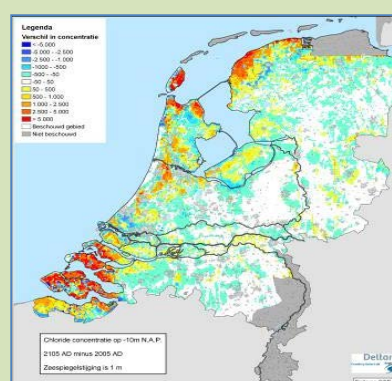 Legenda
Verschil in concentratie
< -5.000
-5.000 - -2.500
-2.500 - -1.000
-1000 - -500
-500 - -50
-50 - 50
50 - 500
500 - 1.000
1.000 - 2.500
2.500 - 5.000
> 5.000
Beschouwd gebied
Niet beschouwd
Chloride concentratie op -10m N.A.P.
2105 AD minus 2005 AD
Zeespiegelstijging is 1 m